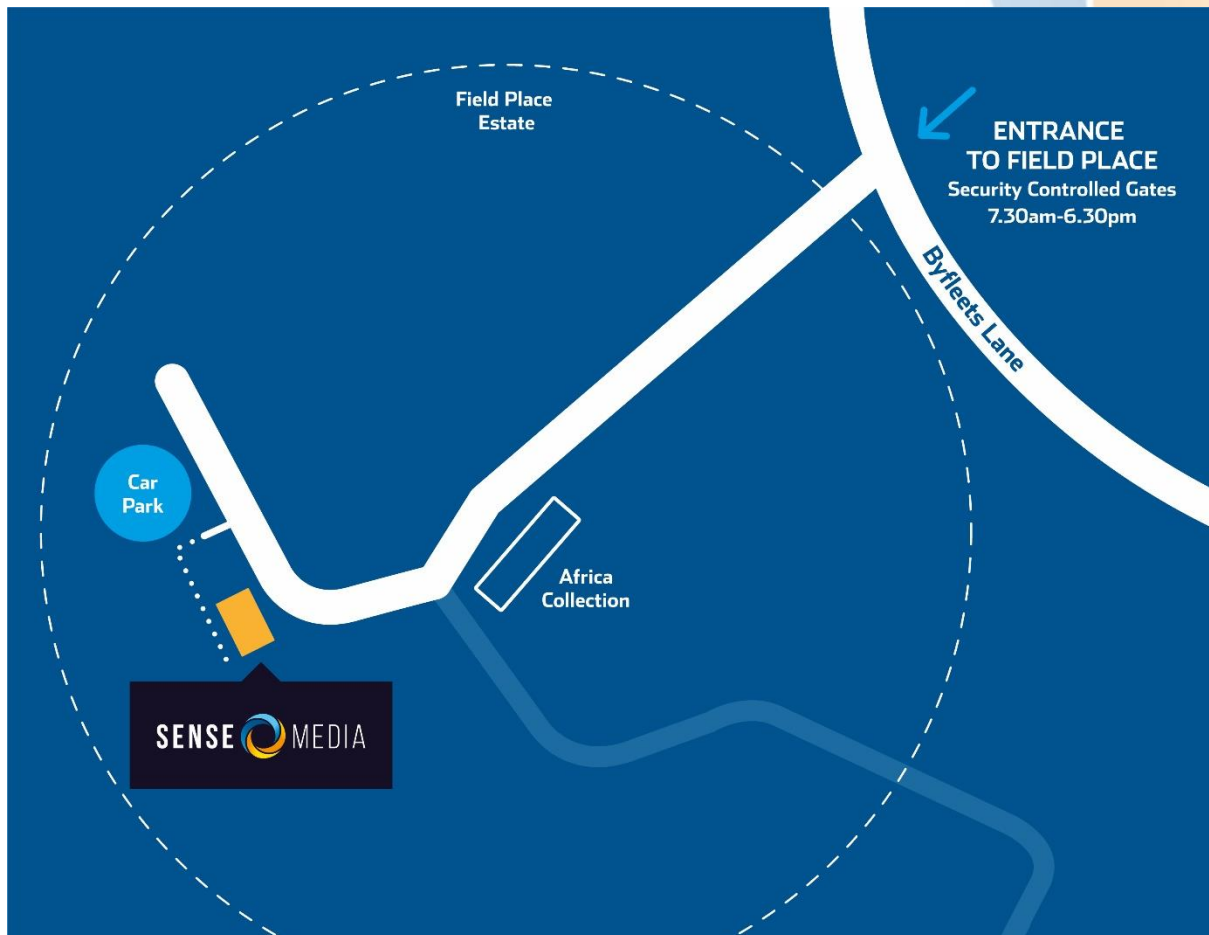 Field Place
Estate
ENTRANCE
TO FIELD PLACE
Security Controlled Gates
7.30am-6.30pm
Byfleets Lane
Car
Park
Africa
Collection
SENSE MEDIA